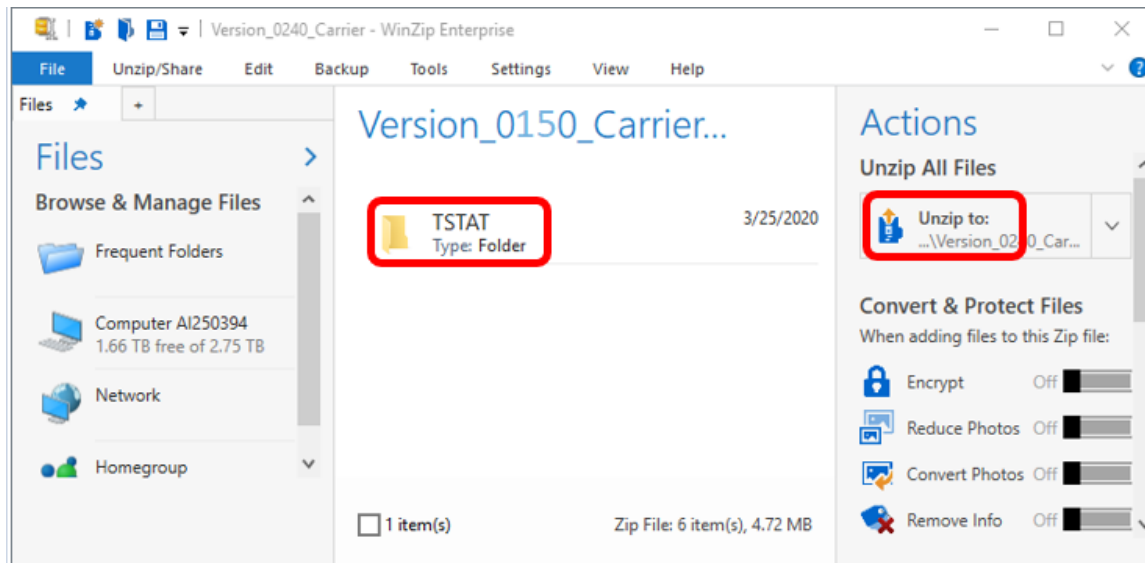 Version_0240_Carrier - WinZip Enterprise
File Unzip/Share Edit Backup Tools Settings View Help
?
Files +
Files
Browse & Manage Files
Frequent Folders
Computer AI250394
1.66 TB free of 2.75 TB
Network
Homegroup
Version_0150_Carrier...
TSTAT
Type: Folder
3/25/2020
1 item(s)
Zip File: 6 item(s), 4.72 MB
Actions
Unzip All Files
Unzip to:
...\Version_0240_Car...
Convert & Protect Files
When adding files to this Zip file:
Encrypt Off
Reduce Photos Off
Convert Photos Off
Remove Info Off